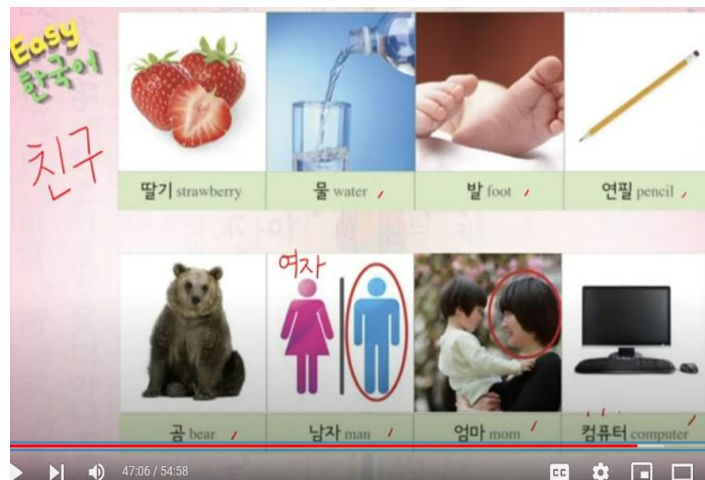 Easy
한국어
친구
딸기 strawberry
물 water
발 foot
연필 pencil
여자
곰 bear
남자 man
엄마 mom
컴퓨터 computer
47:06 / 54:58
CC